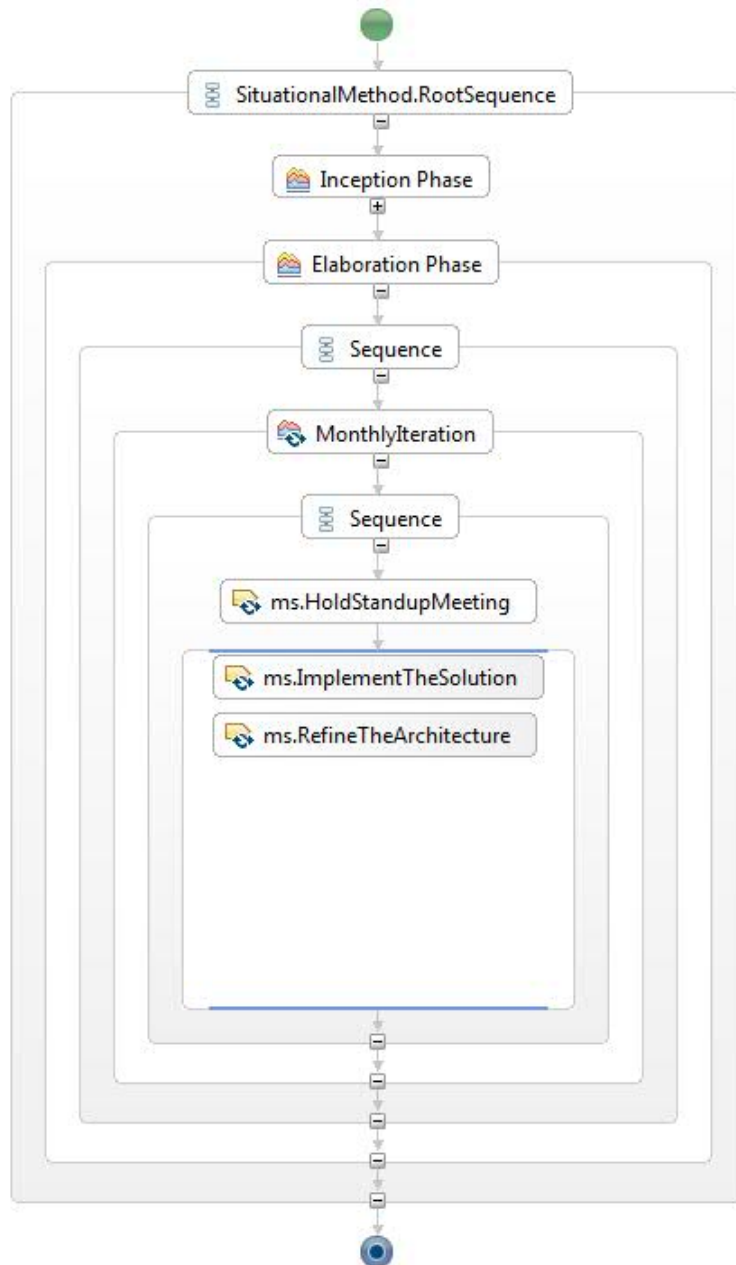 SituationalMethod.RootSequence
Inception Phase
Elaboration Phase
Sequence
MonthlyIteration
Sequence
ms.HoldStandupMeeting
ms.ImplementTheSolution
ms.RefineTheArchitecture